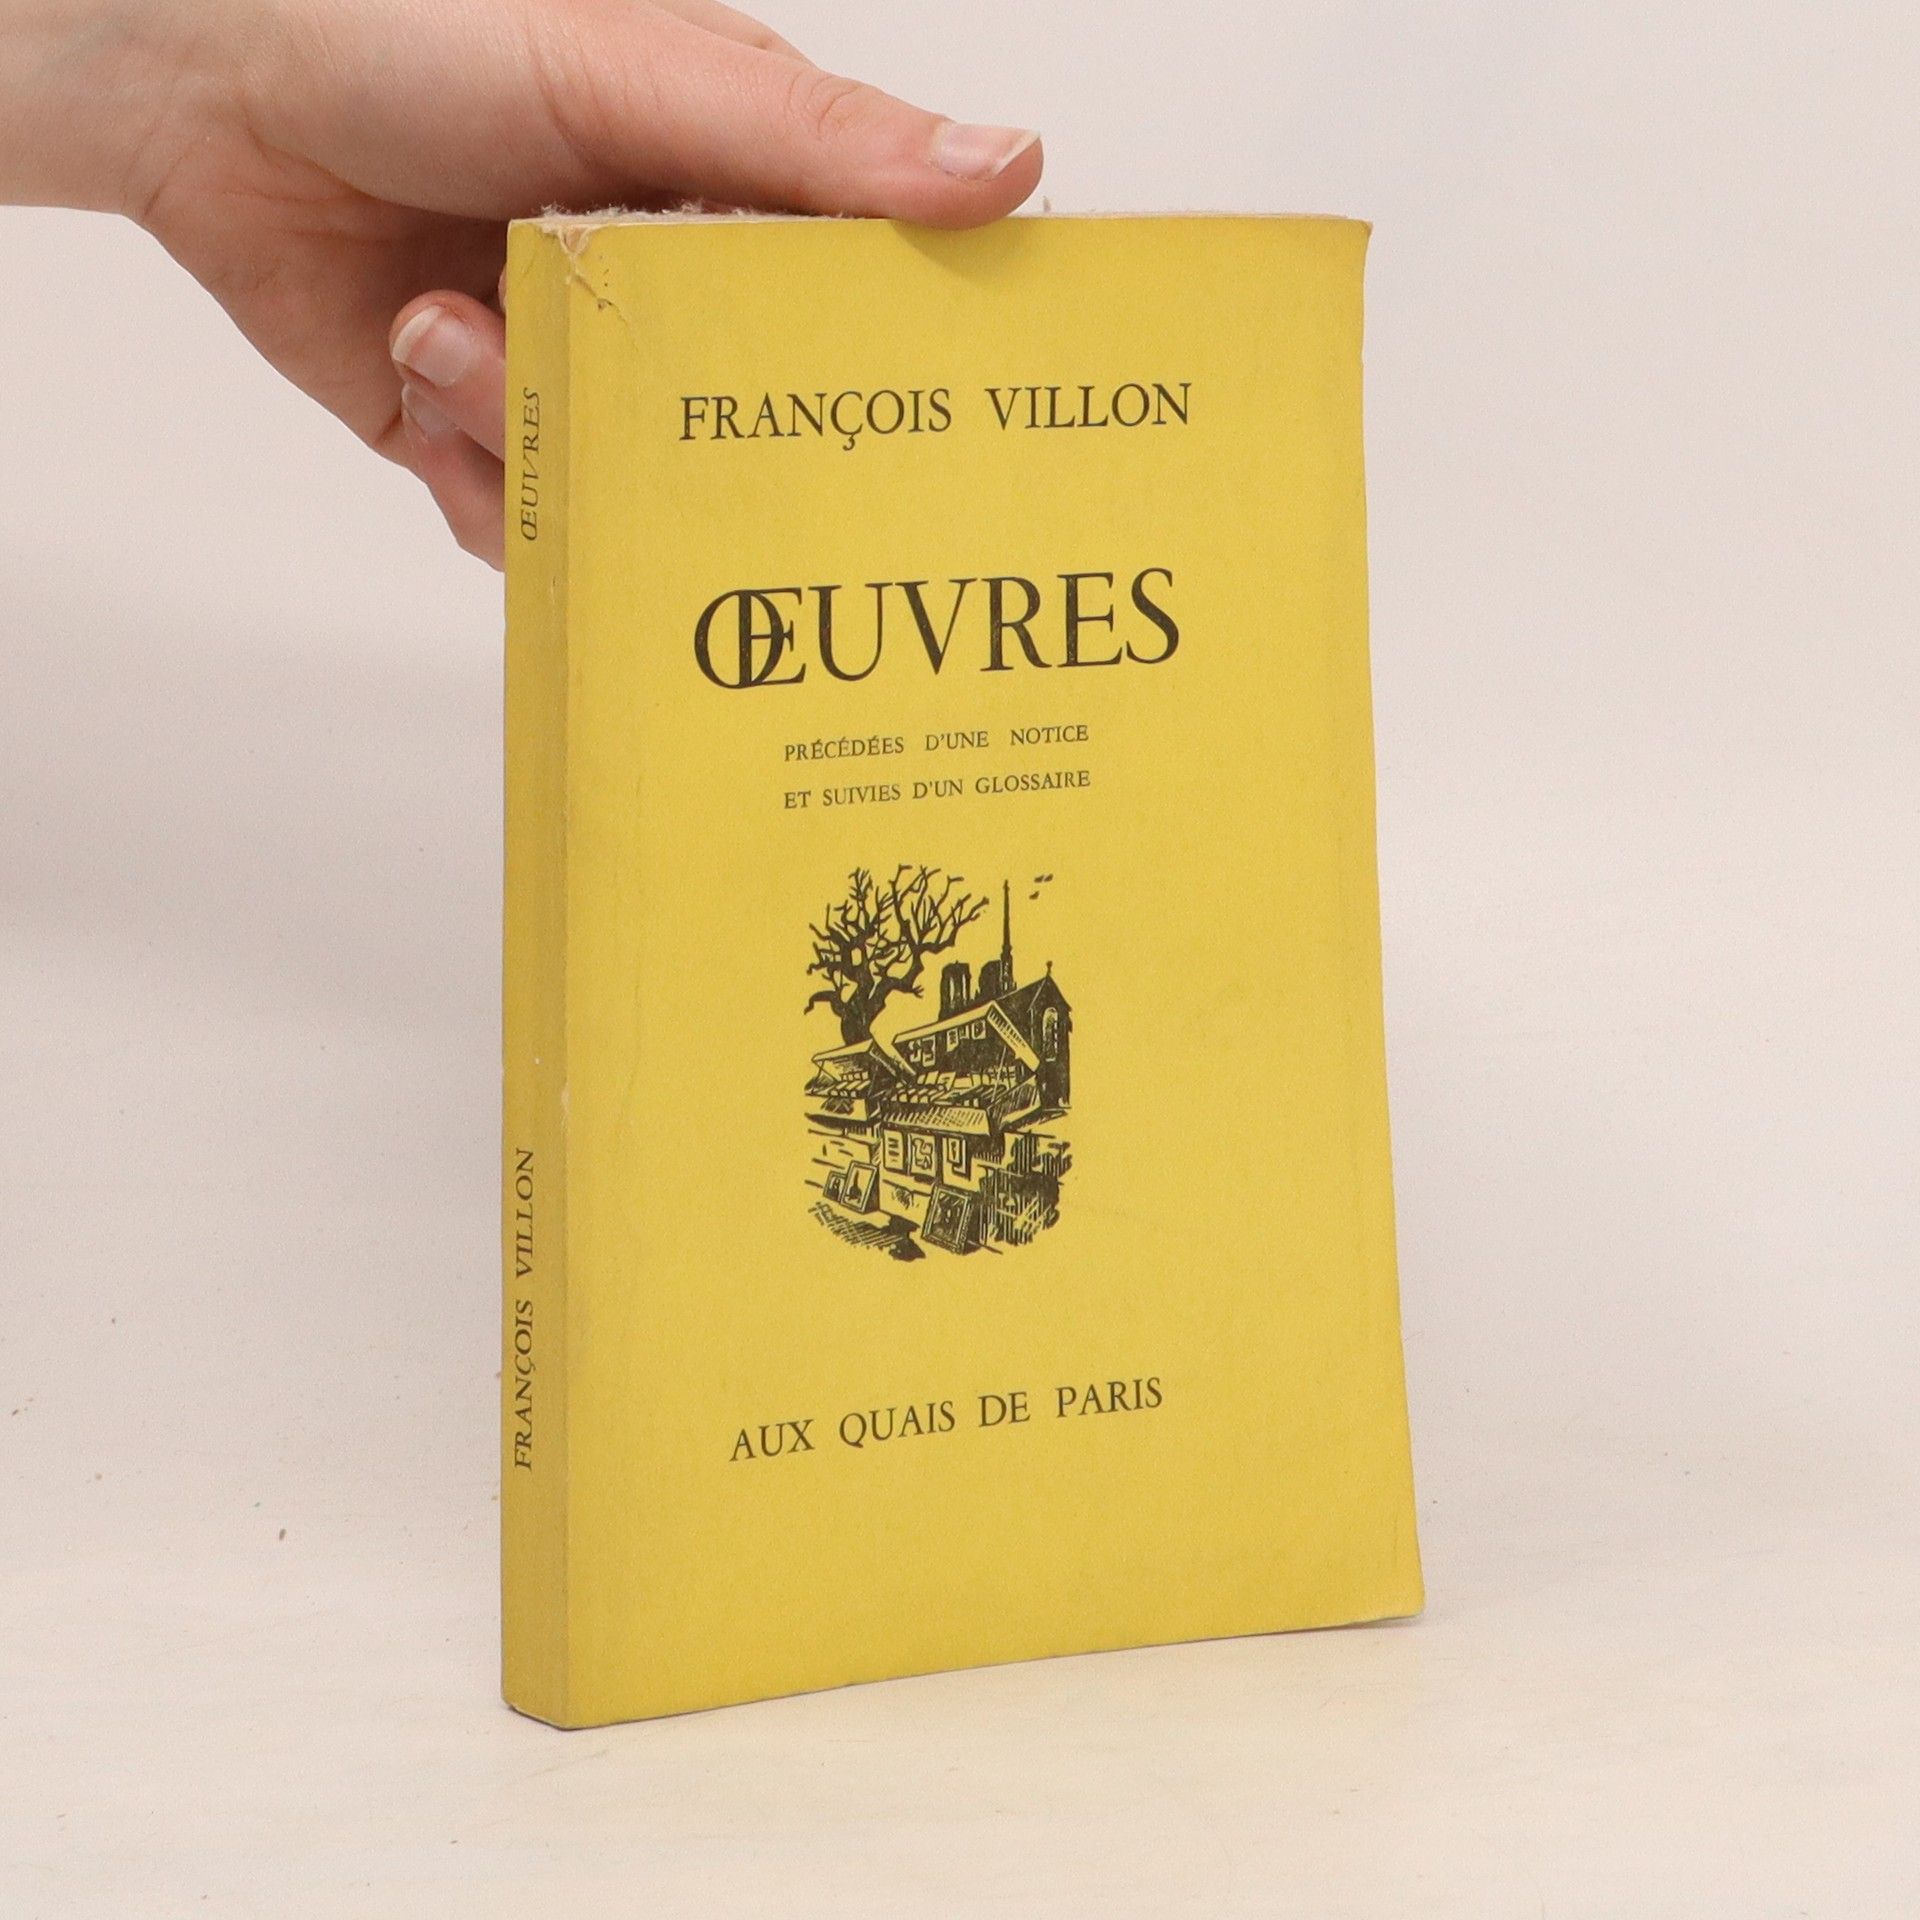 FRANÇOIS VILLON
ŒUVRES
PRÉCÉDÉES D'UNE NOTICE
ET SUIVIES D'UN GLOSSAIRE
AUX QUAIS DE PARIS
FRANÇOIS VILLON
ŒUVRES